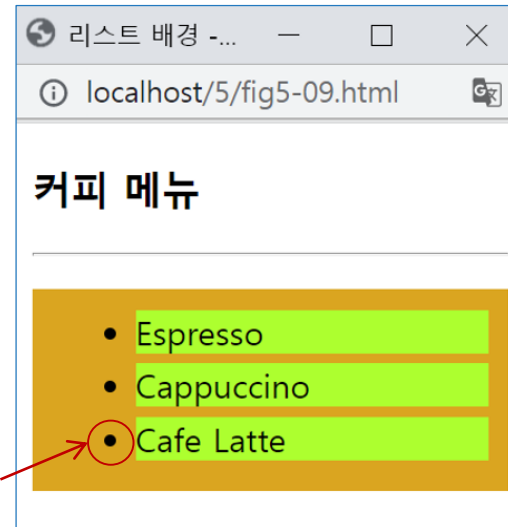 리스트 배경 -...
localhost/5/fig5-09.html
커피 메뉴
• Espresso
• Cappuccino
• Cafe Latte